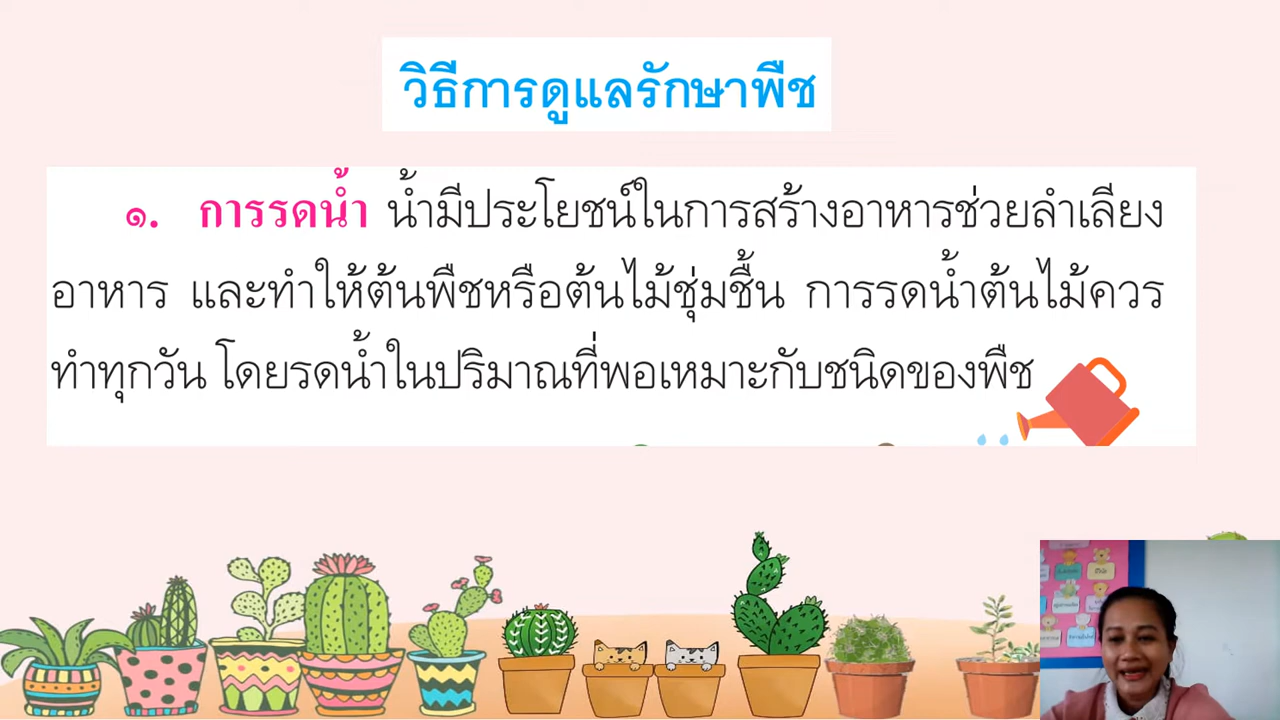 วิธีการดูแลรักษาพืช
๑. การรดน้ำ น้ำมีประโยชน์ในการสร้างอาหารช่วยลำเลียง
อาหาร และทำให้ต้นพืชหรือต้นไม้ชุ่มชื้น การรดน้ำต้นไม้ควร
ทำทุกวัน โดยรดน้ำในปริมาณที่พอเหมาะกับชนิดของพืช